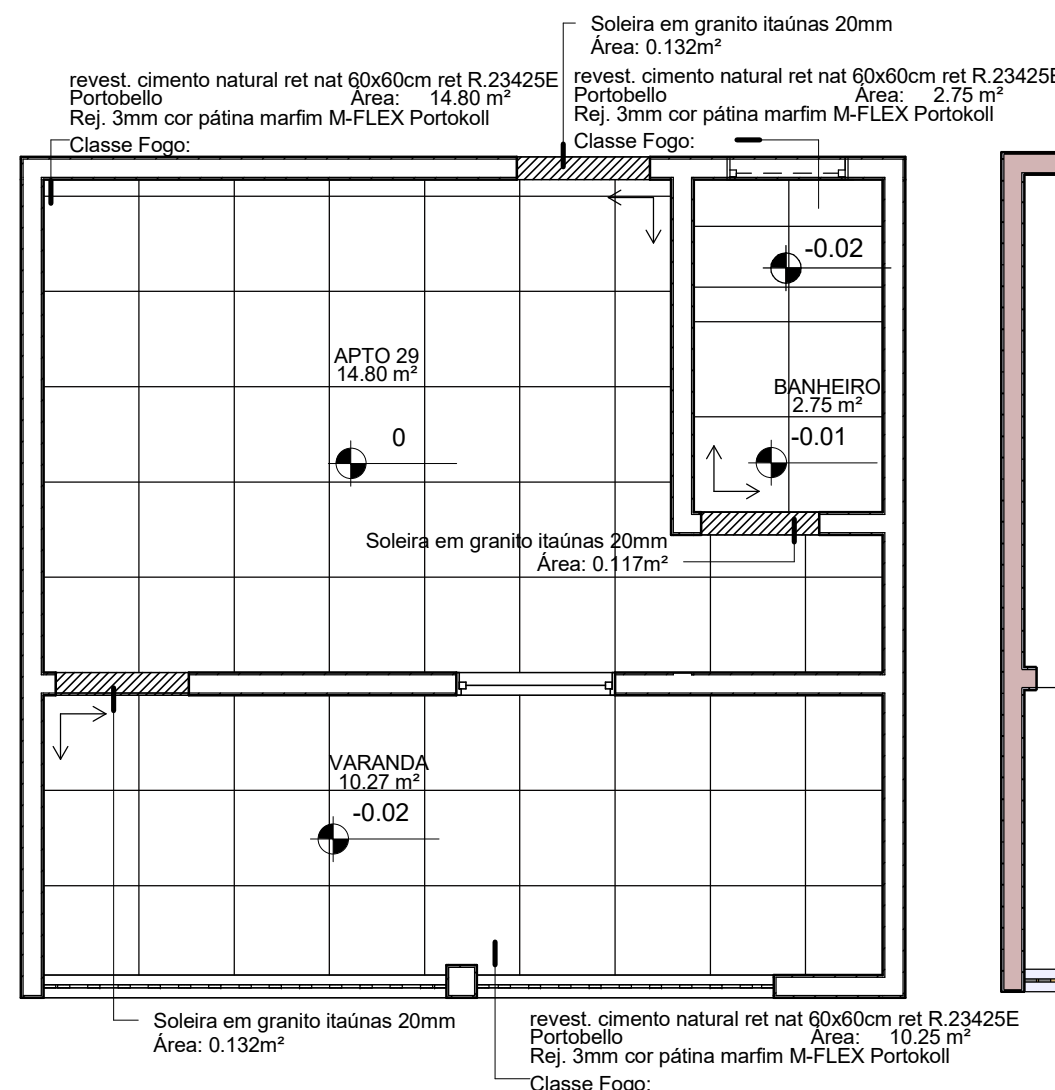 Soleira em granito itaúnas 20mm
Área: 0.132m²
revest. cimento natural ret nat 60x60cm ret R.23425E
Portobello Área: 14.80 m²
Rej. 3mm cor pátina marfim M-FLEX Portokoll
Classe Fogo:
revest. cimento natural ret nat 60x60cm ret R.23425E
Portobello Área: 2.75 m²
Rej. 3mm cor pátina marfim M-FLEX Portokoll
Classe Fogo:
-0.02
APTO 29
14.80 m²
0
BANHEIRO
2.75 m²
-0.01
Soleira em granito itaúnas 20mm
Área: 0.117m²
VARANDA
10.27 m²
-0.02
Soleira em granito itaúnas 20mm
Área: 0.132m²
revest. cimento natural ret nat 60x60cm ret R.23425E
Portobello Área: 10.25 m²
Rej. 3mm cor pátina marfim M-FLEX Portokoll
Classe Fogo: